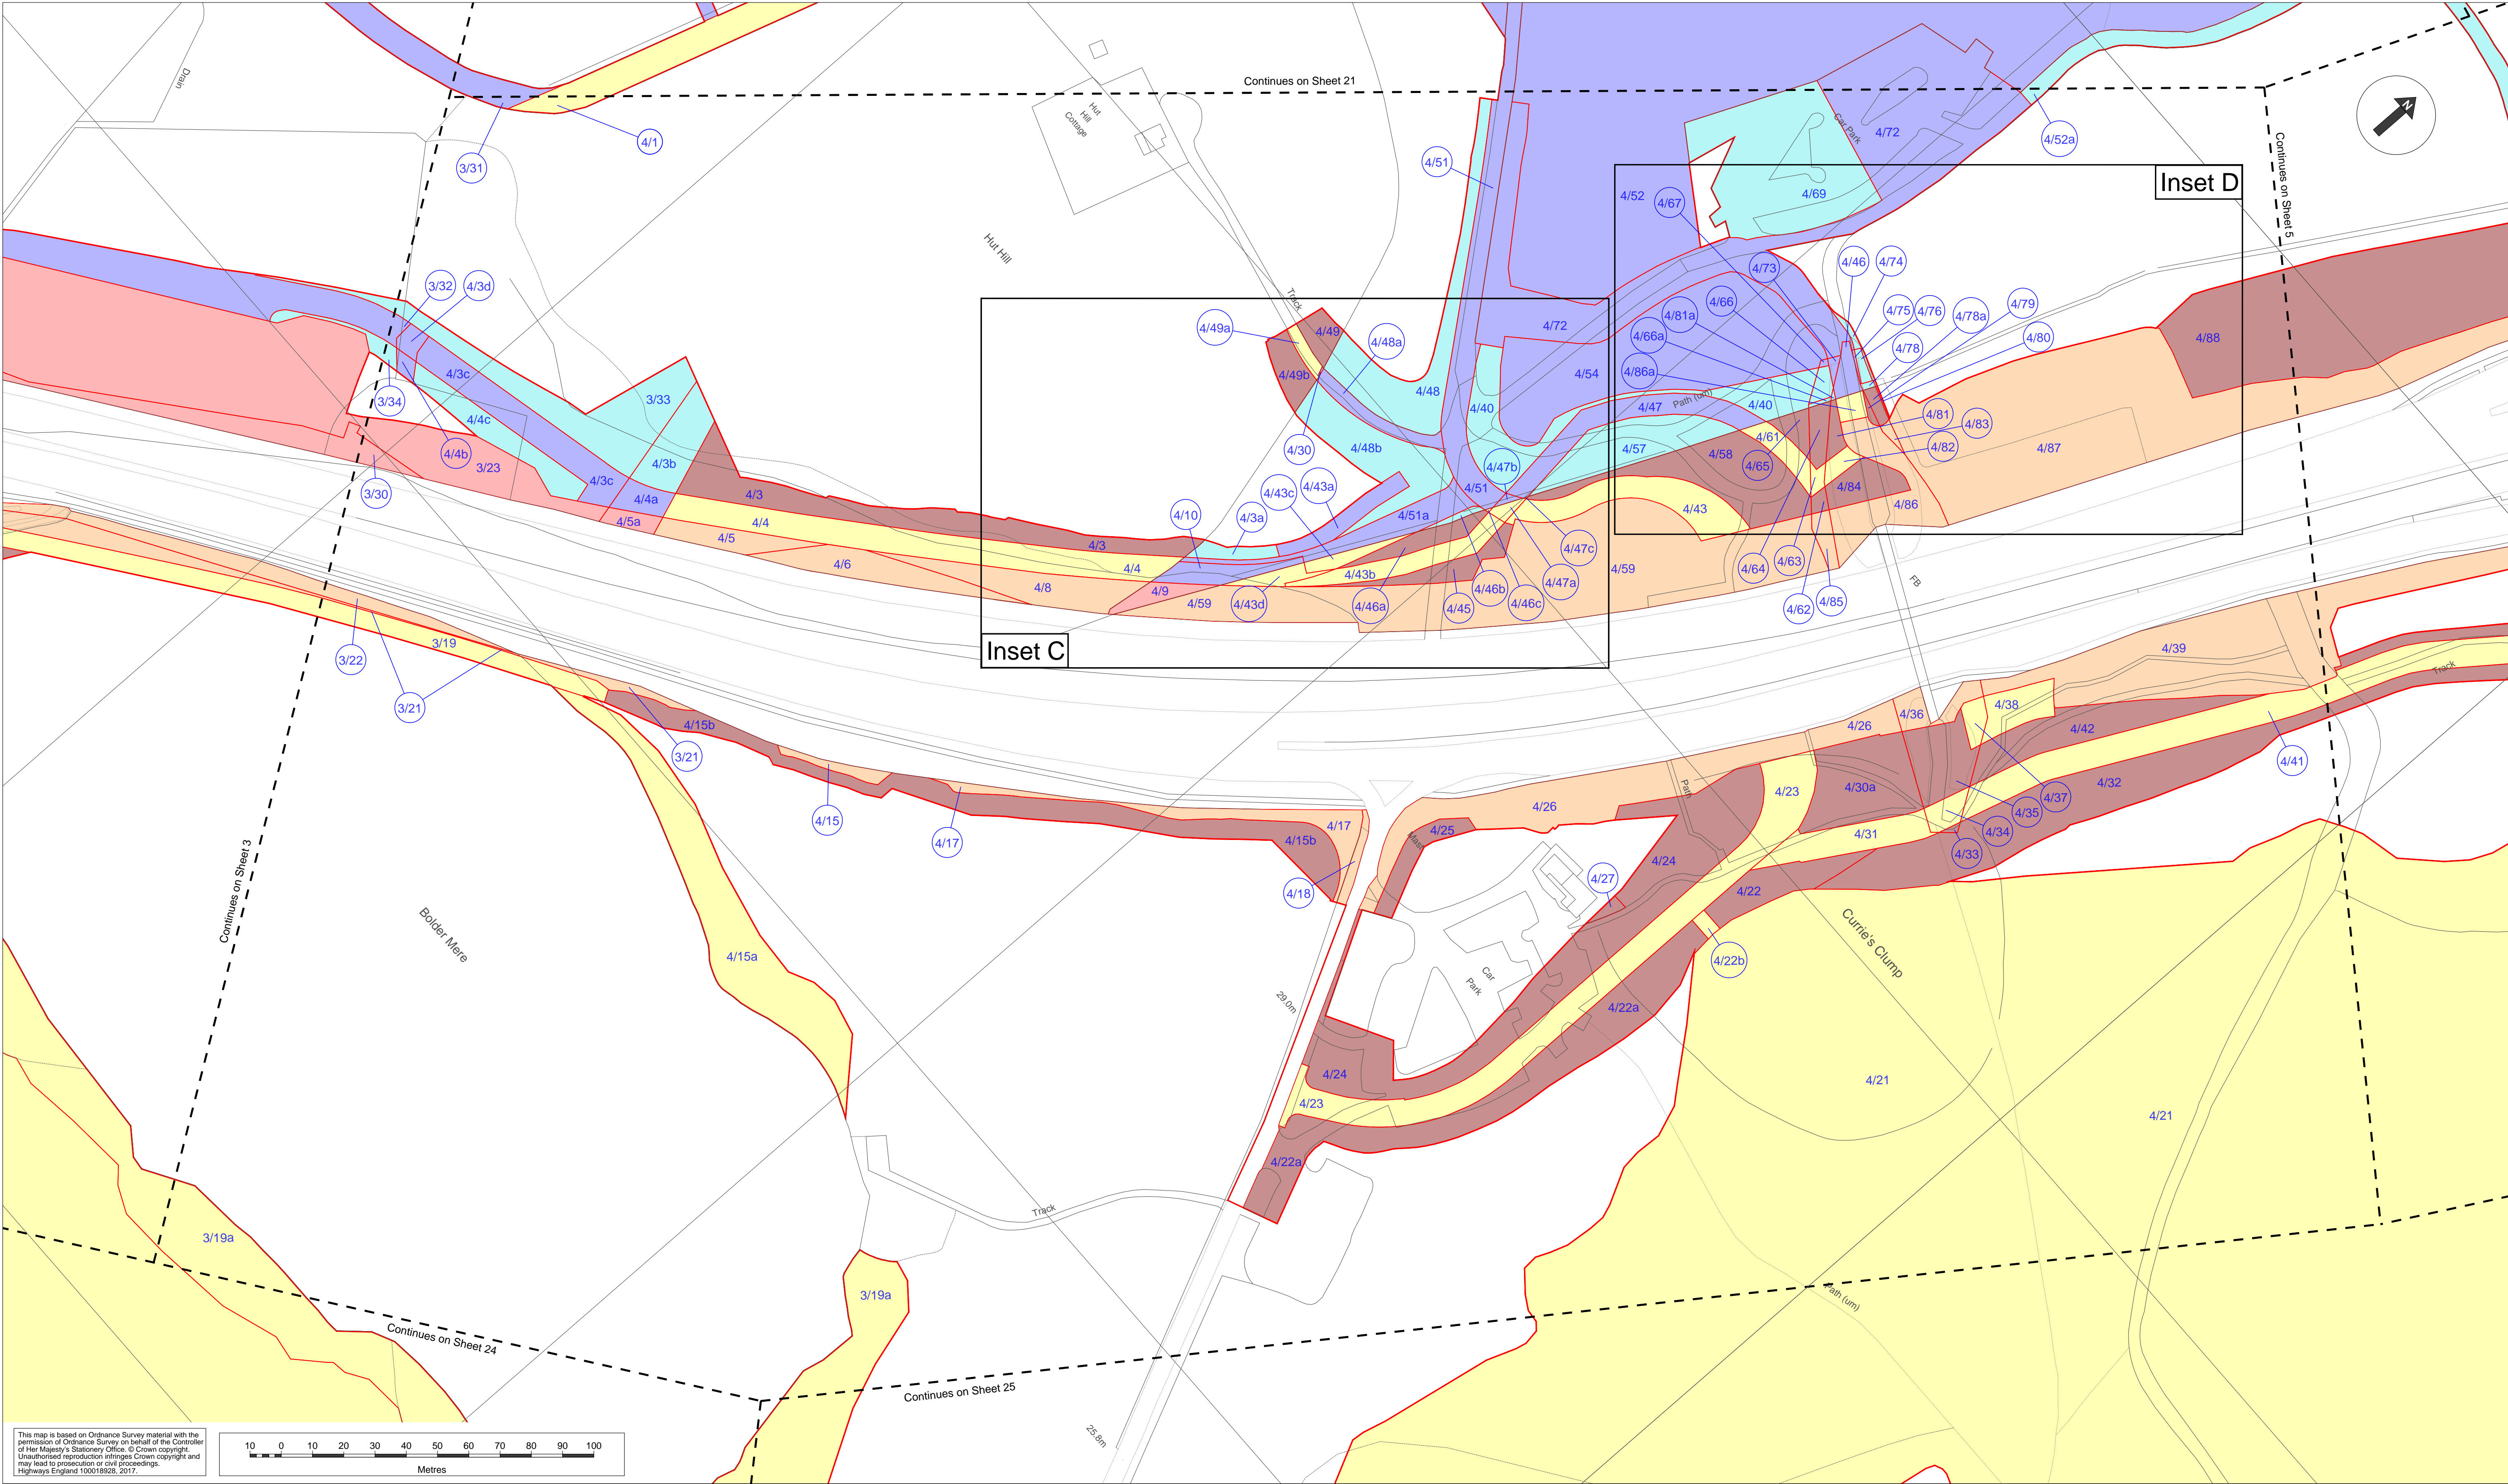 Drain
Continues on Sheet 21
Hut
Hill
Cottage
3/31
4/1
4/51
Car Park
4/72
4/52a
Continues on Sheet 5
N
Inset D
4/52
4/67
4/69
Hut Hill
Track
3/32
4/3d
4/73
4/46
4/74
4/49a
4/49
4/48a
4/72
4/81a
4/66
4/75
4/76
4/78a
4/79
4/66a
4/80
4/88
4/78
4/3c
4/49b
4/54
4/86a
3/34
3/33
4/48
4/40
4/47
Path (um)
4/40
4/4c
4/81
4/83
4/4b
4/30
4/48b
4/57
4/61
4/82
4/87
3/23
4/3b
4/58
4/65
4/47b
3/30
4/3c
4/4a
4/3
4/43c
4/43a
4/51
4/84
4/5a
4/4
4/10
4/3a
4/51a
4/43
4/86
4/5
4/3
4/47c
4/6
4/4
4/43b
4/59
4/64
4/63
FB
4/8
4/9
4/59
4/43d
4/46a
4/45
4/46b
4/46c
4/47a
4/62
4/85
Inset C
3/22
3/19
4/39
Track
3/21
4/15b
3/21
4/26
4/36
4/38
4/42
4/41
4/15
4/17
4/26
Path
4/23
4/30a
4/32
4/37
4/35
4/15b
4/17
Mast
4/25
4/31
4/34
4/33
Continues on Sheet 3
4/18
4/27
4/24
4/22
Bolder Mere
Currie's Clump
4/15a
4/22b
Car
Park
29.0m
4/22a
4/24
4/21
4/23
4/21
4/22a
Track
3/19a
3/19a
Path (um)
Continues on Sheet 24
Continues on Sheet 25
25.8m
This map is based on Ordnance Survey material with the
permission of Ordnance Survey on behalf of the Controller
of Her Majesty's Stationery Office. © Crown copyright.
Unauthorised reproduction infringes Crown copyright and
may lead to prosecution or civil proceedings.
Highways England 100018928, 2017.
10 0 10 20 30 40 50 60 70 80 90 100
Metres